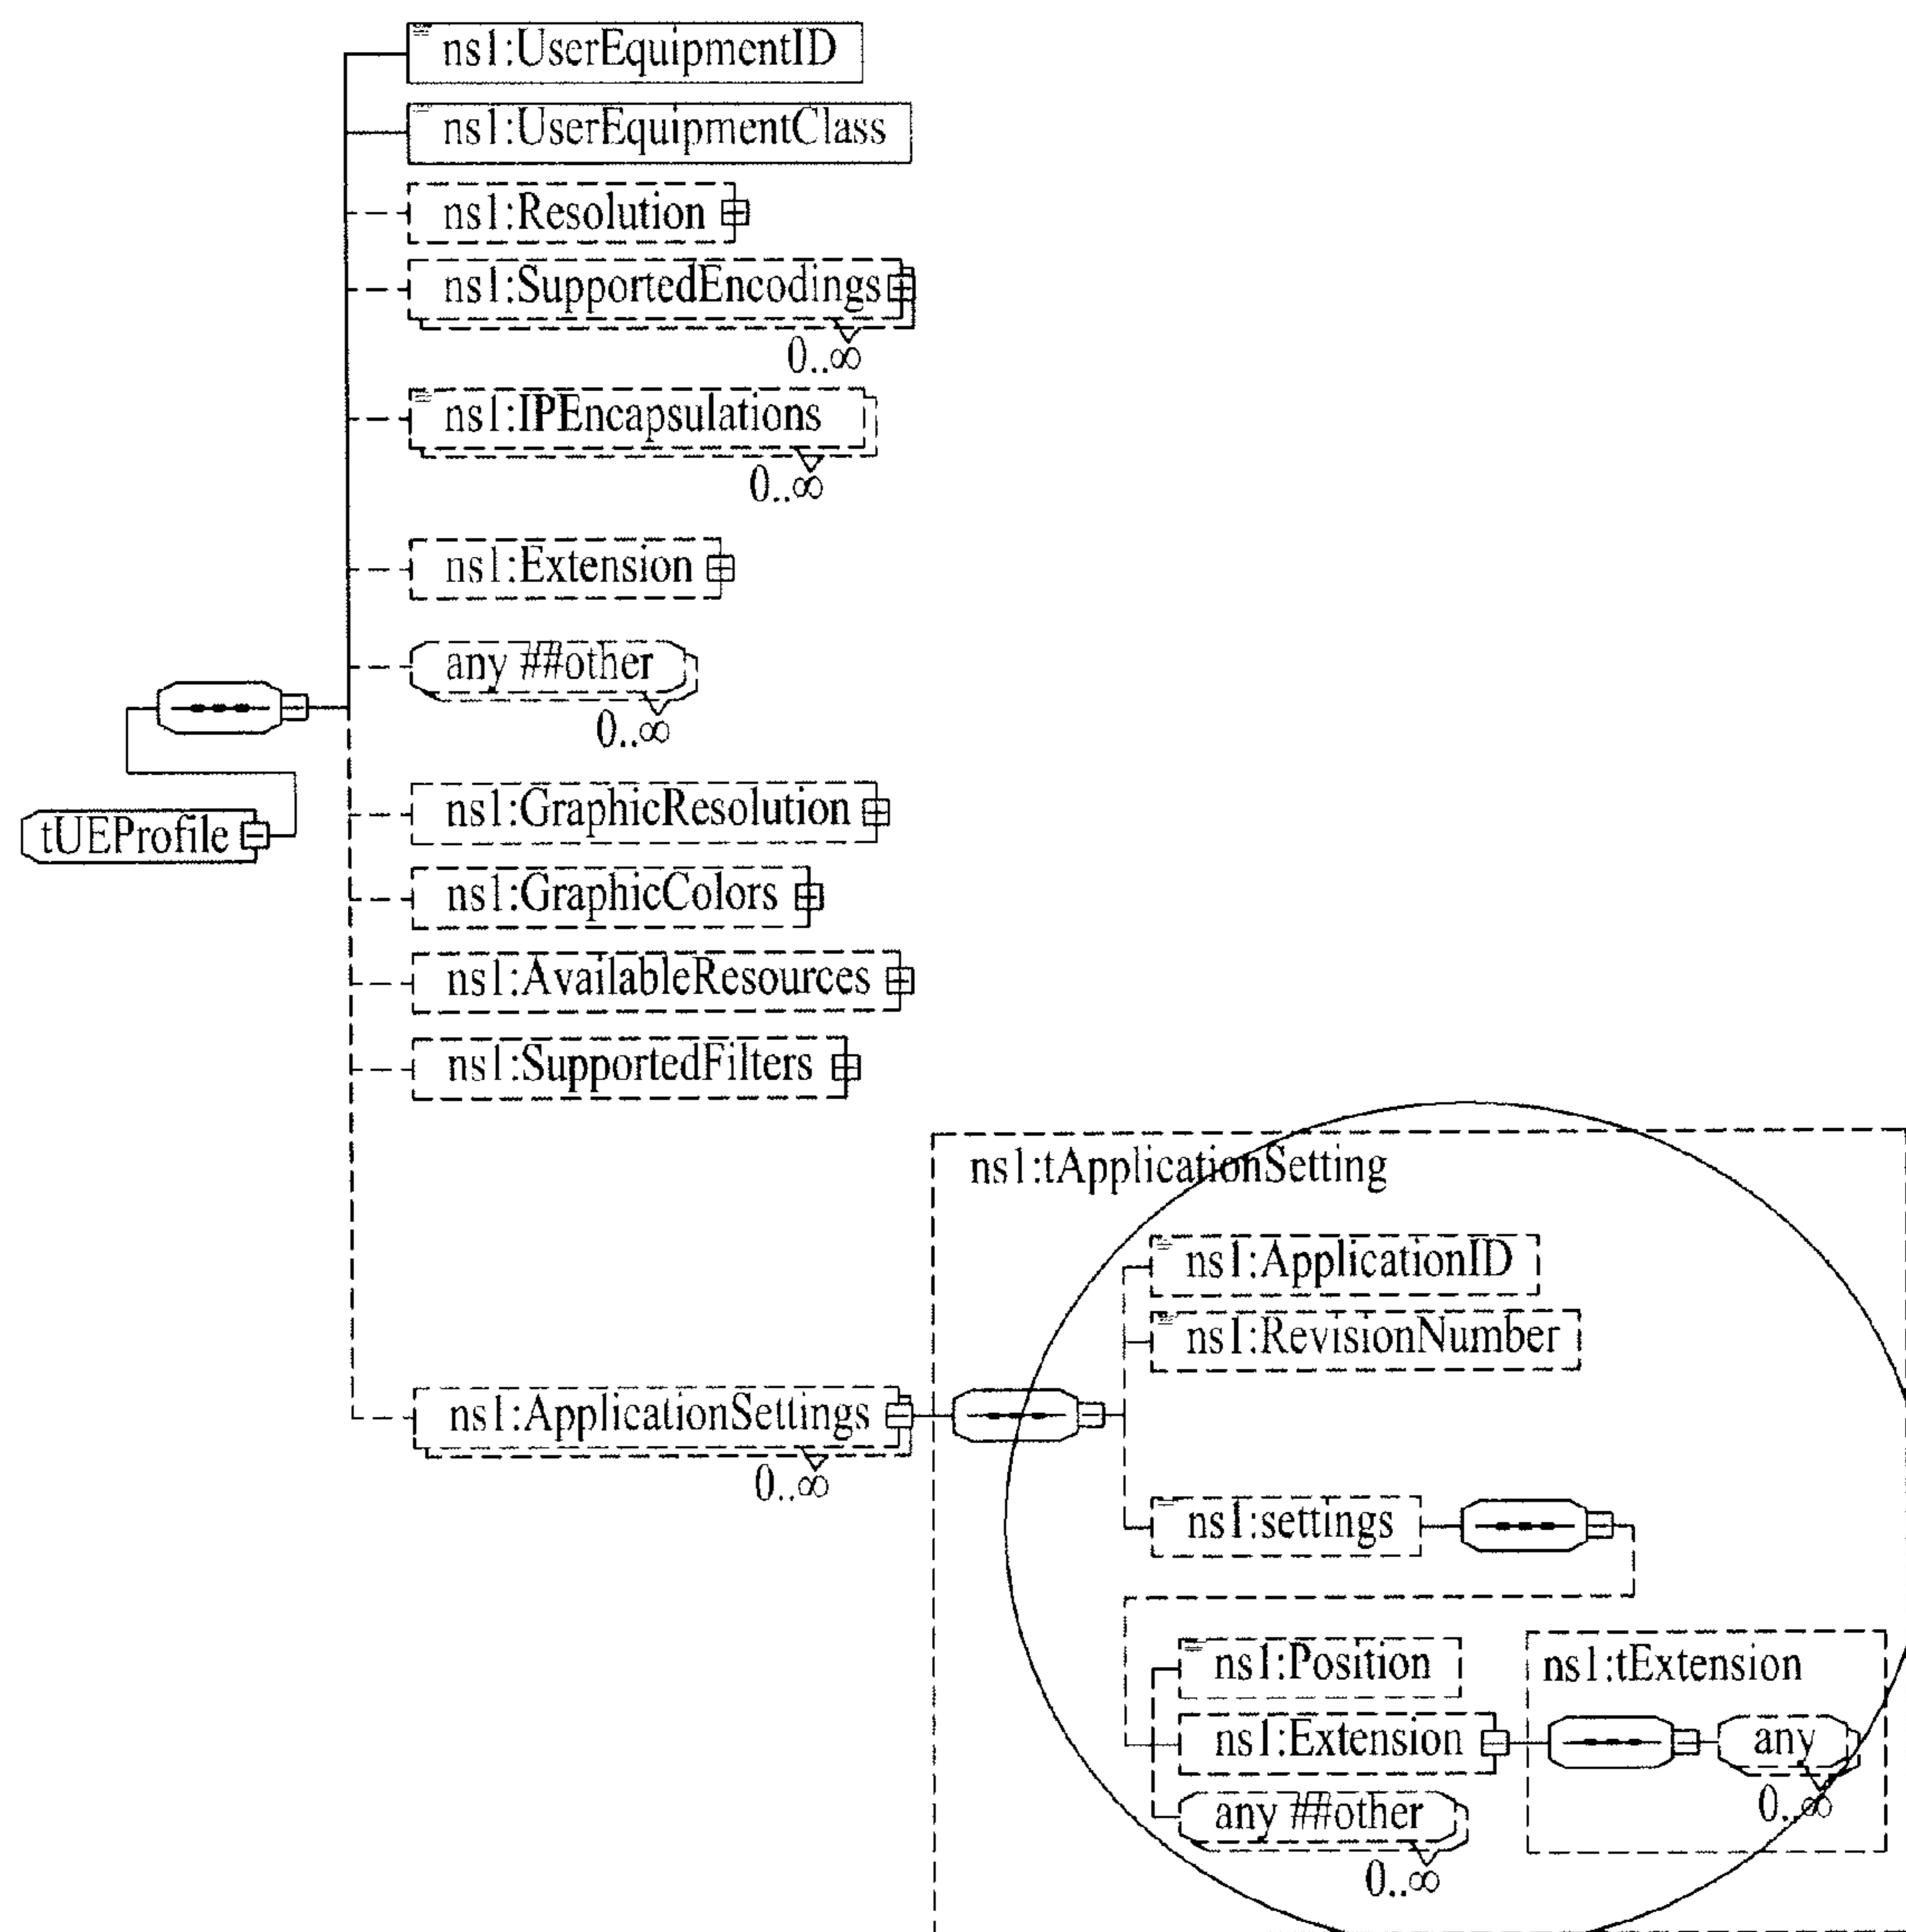 ns1:UserEquipmentID
ns1:UserEquipmentClass
ns1:Resolution
ns1:SupportedEncodings
0..∞
ns1:IPEncapsulations
0..∞
ns1:Extension
any ##other
0..∞
tUEProfile
ns1:GraphicResolution
ns1:GraphicColors
ns1:AvailableResources
ns1:SupportedFilters
ns1:tApplicationSetting
ns1:ApplicationID
ns1:RevisionNumber
ns1:ApplicationSettings
0..∞
ns1:settings
ns1:Position
ns1:tExtension
ns1:Extension
any
0..∞
any ##other
0..∞